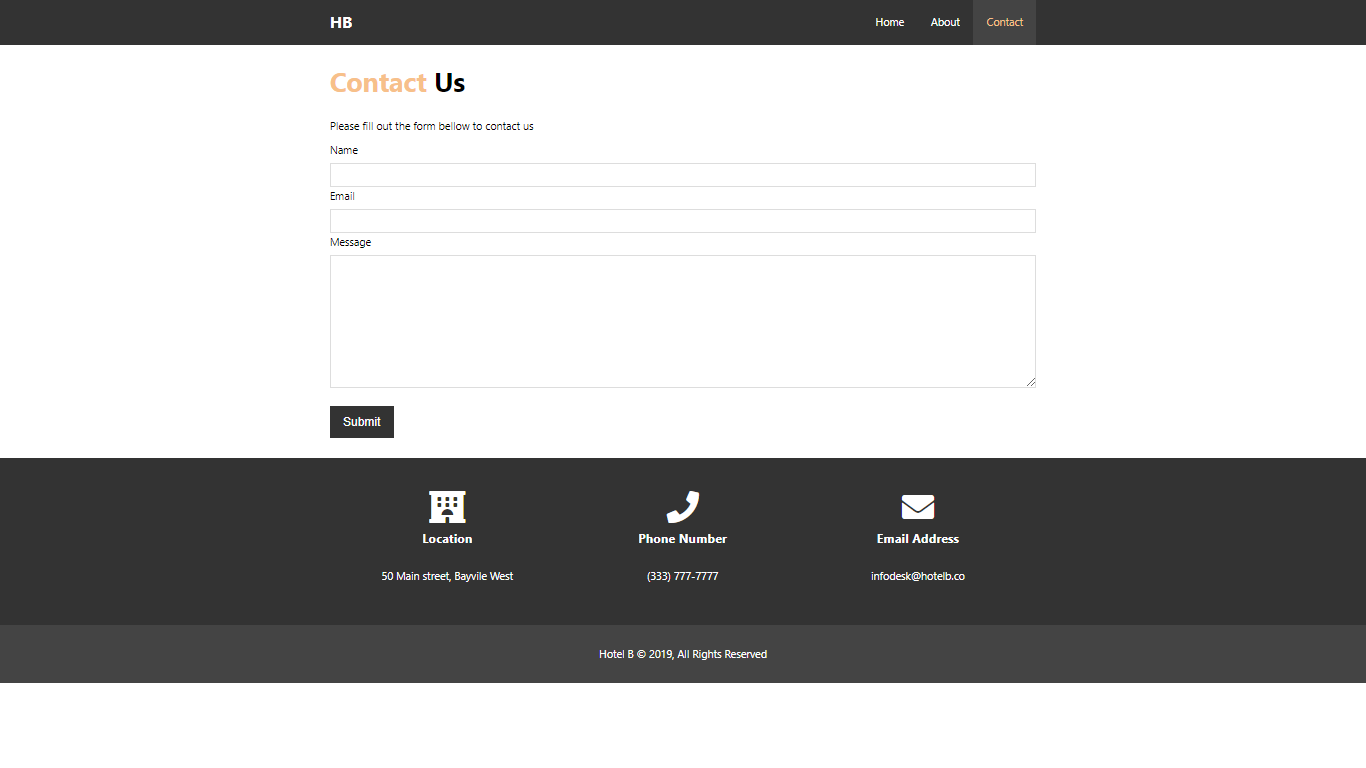 HB
Home
About
Contact
Contact Us
Please fill out the form bellow to contact us
Name
Email
Message
Submit
Location
Phone Number
Email Address
50 Main street, Bayvile West
(333) 777-7777
infodesk@hotelb.co
Hotel B © 2019, All Rights Reserved